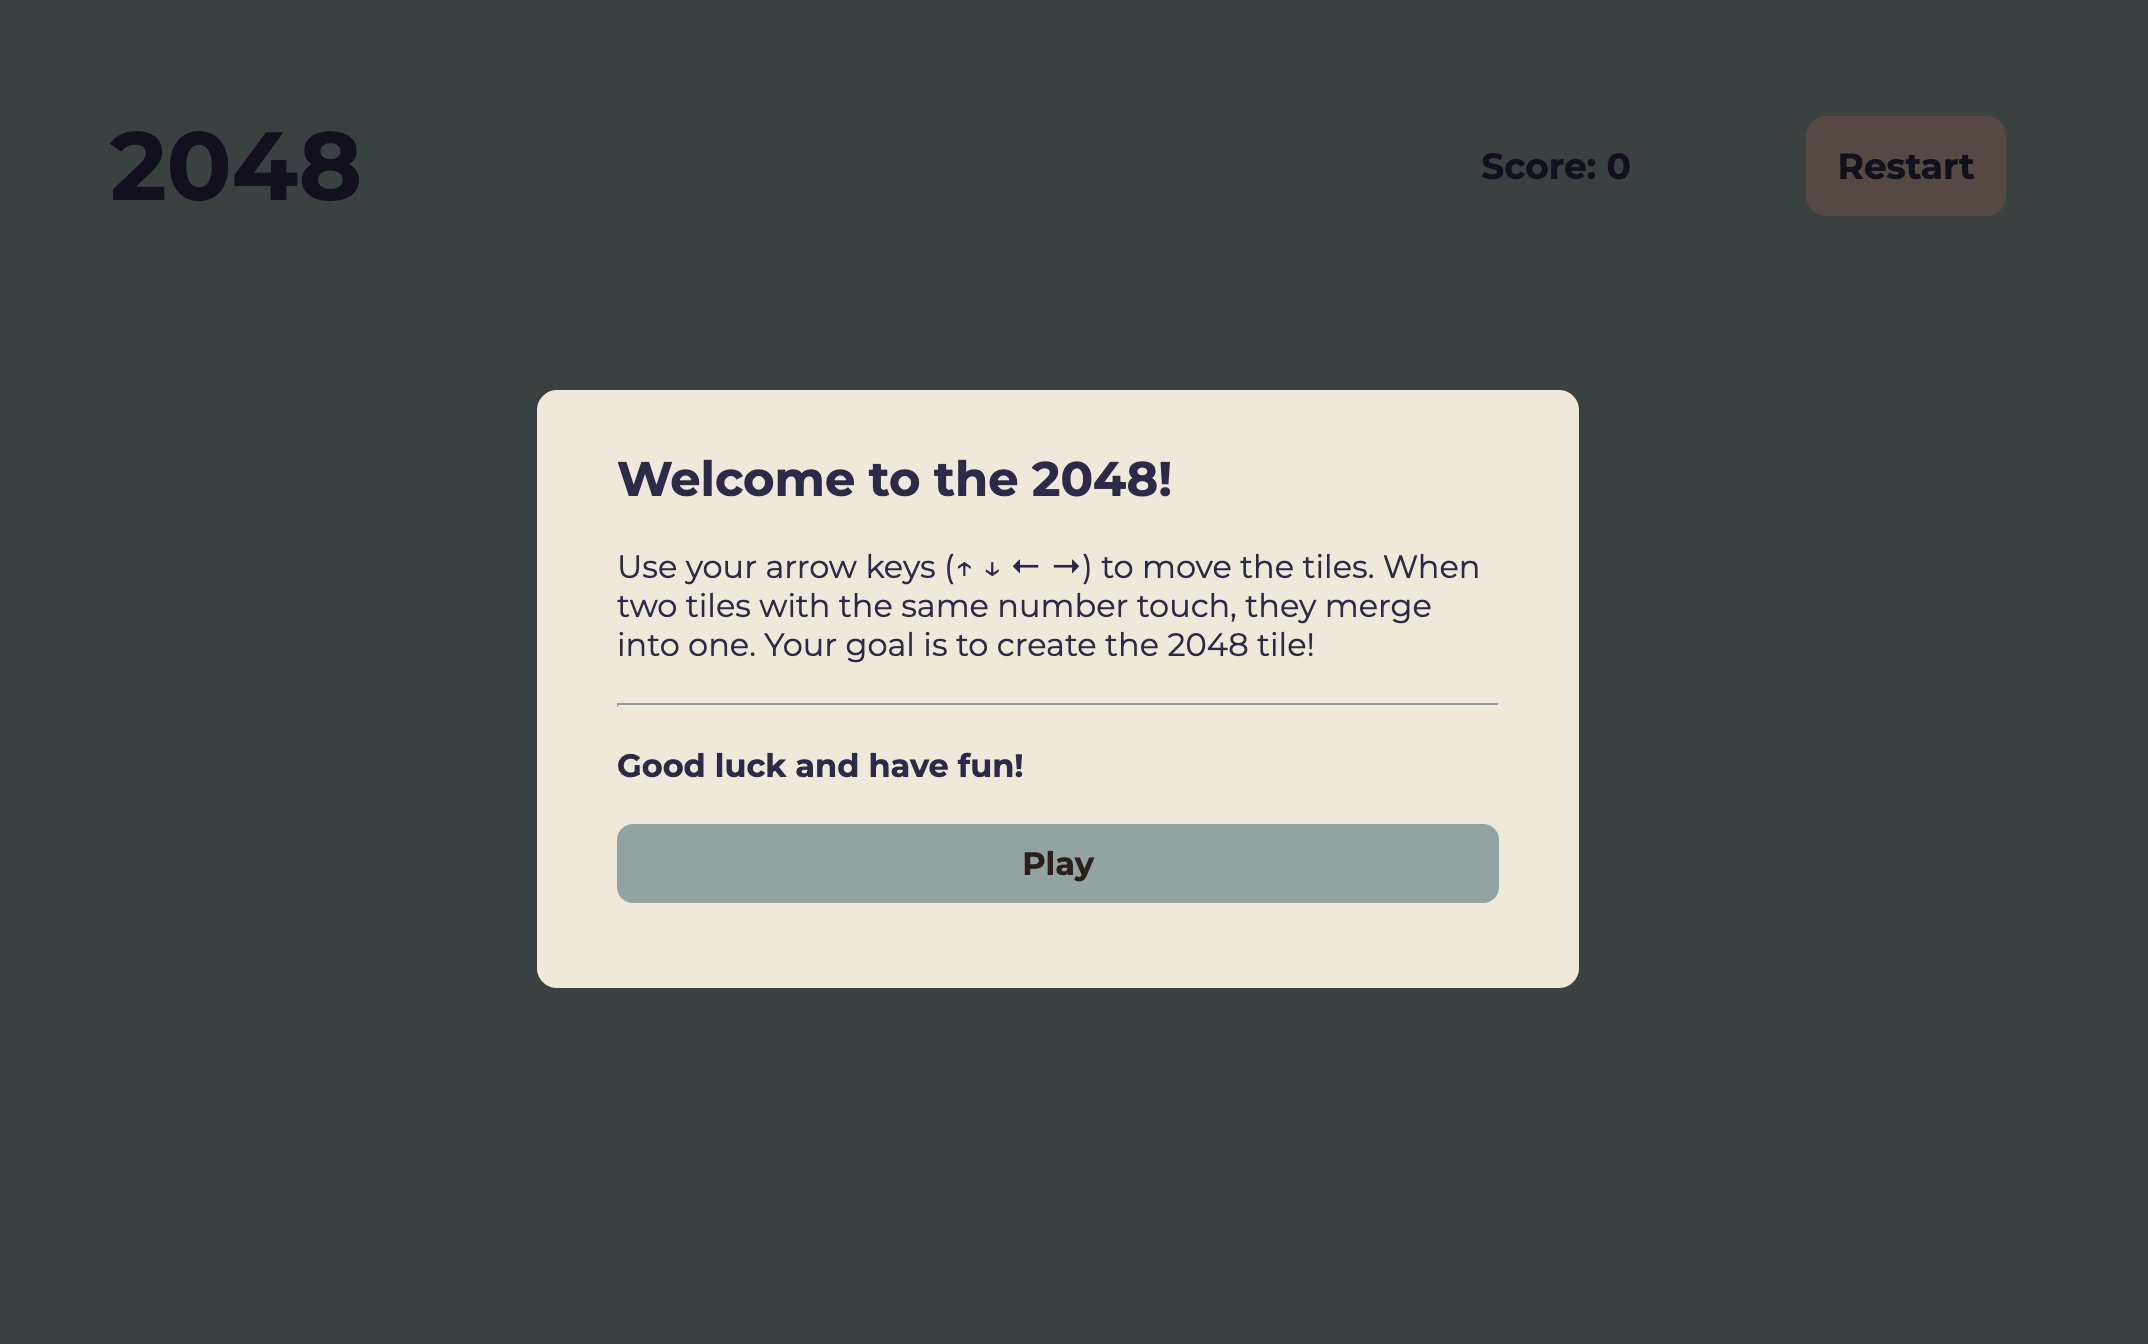 2048
Score: 0
Restart
Welcome to the 2048!
Use your arrow keys (↑ ↓ ← →) to move the tiles. When
two tiles with the same number touch, they merge
into one. Your goal is to create the 2048 tile!
Good luck and have fun!
Play